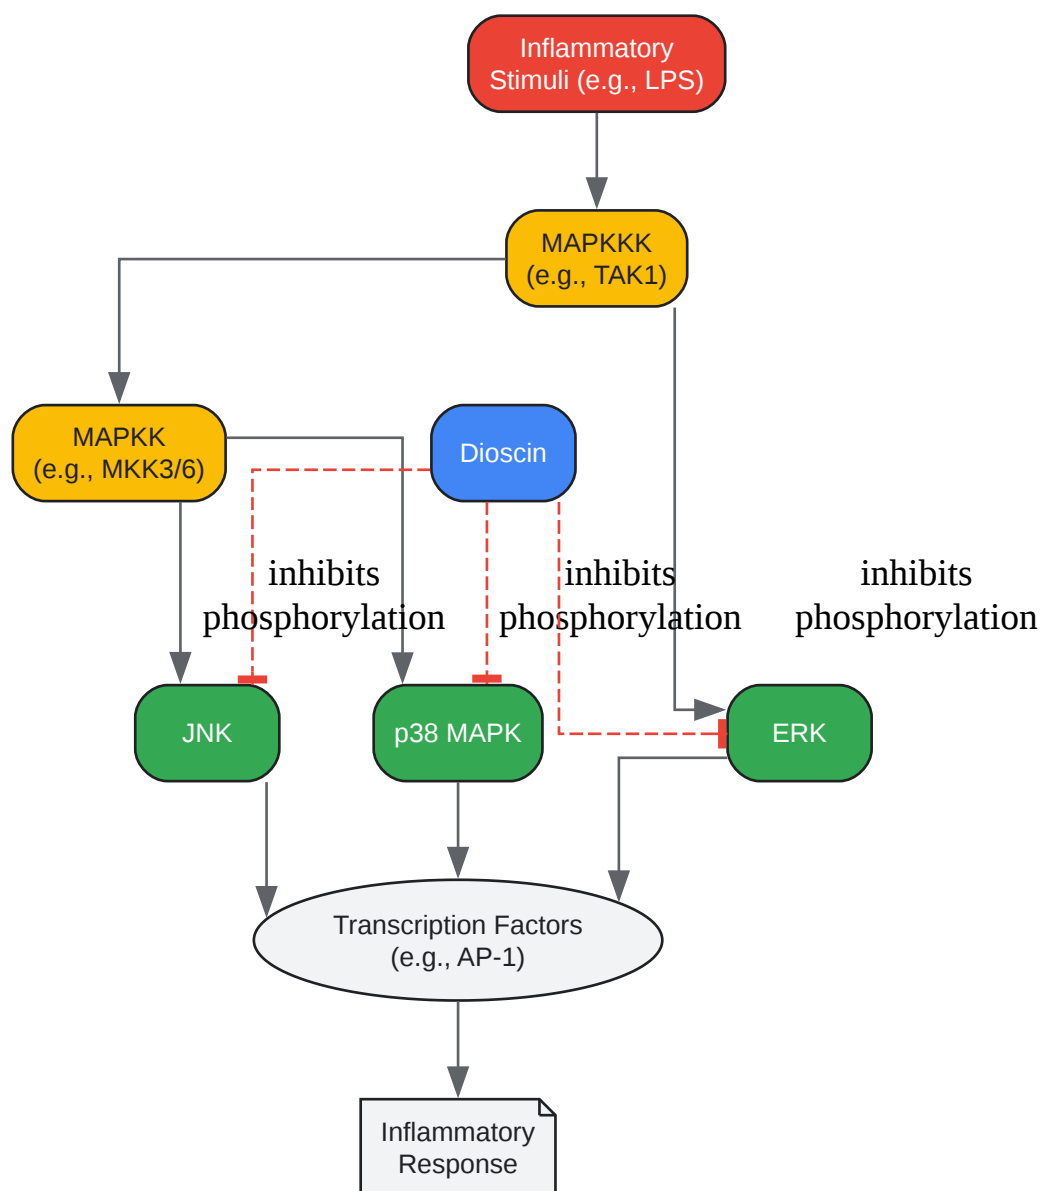 Inflammatory
Stimuli (e.g., LPS)
MAPKKK
(e.g., TAK1)
MAPKK
(e.g., MKK3/6)
Dioscin
inhibits
phosphorylation
inhibits
phosphorylation
inhibits
phosphorylation
JNK
p38 MAPK
ERK
Transcription Factors
(e.g., AP-1)
Inflammatory
Response